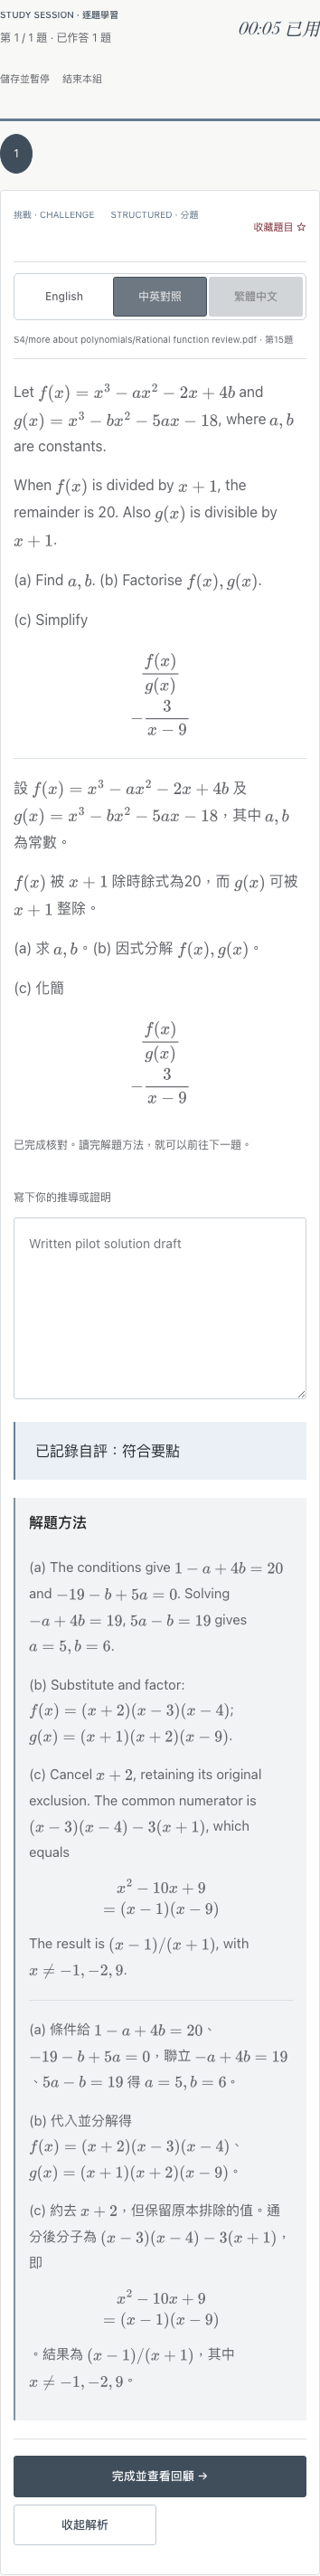 STUDY SESSION · 逐題學習
第 1 / 1 題 · 已作答 1 題
00:05 已用
儲存並暫停 結束本組
1
挑戰 · CHALLENGE STRUCTURED · 分題
收藏題目 ☆
English 中英對照 繁體中文
S4/more about polynomials/Rational function review.pdf · 第15題
Let f(x) = x³ − ax² − 2x + 4b and
g(x) = x³ − bx² − 5ax − 18, where a, b
are constants.
When f(x) is divided by x + 1, the
remainder is 20. Also g(x) is divisible by
x + 1.
(a) Find a, b. (b) Factorise f(x), g(x).
(c) Simplify
f(x)
g(x)
− 3
x − 9
設 f(x) = x³ − ax² − 2x + 4b 及
g(x) = x³ − bx² − 5ax − 18，其中 a, b
為常數。
f(x) 被 x + 1 除時餘式為20，而 g(x) 可被
x + 1 整除。
(a) 求 a, b。(b) 因式分解 f(x), g(x)。
(c) 化簡
f(x)
g(x)
− 3
x − 9
已完成核對。讀完解題方法，就可以前往下一題。
寫下你的推導或證明
Written pilot solution draft
已記錄自評：符合要點
解題方法
(a) The conditions give 1 − a + 4b = 20
and −19 − b + 5a = 0. Solving
−a + 4b = 19, 5a − b = 19 gives
a = 5, b = 6.
(b) Substitute and factor:
f(x) = (x + 2)(x − 3)(x − 4);
g(x) = (x + 1)(x + 2)(x − 9).
(c) Cancel x + 2, retaining its original
exclusion. The common numerator is
(x − 3)(x − 4) − 3(x + 1), which
equals
x² − 10x + 9
= (x − 1)(x − 9)
The result is (x − 1)/(x + 1), with
x ≠ −1, −2, 9.
(a) 條件給 1 − a + 4b = 20、
−19 − b + 5a = 0，聯立 −a + 4b = 19
、5a − b = 19 得 a = 5, b = 6。
(b) 代入並分解得
f(x) = (x + 2)(x − 3)(x − 4)、
g(x) = (x + 1)(x + 2)(x − 9)。
(c) 約去 x + 2，但保留原本排除的值。通
分後分子為 (x − 3)(x − 4) − 3(x + 1)，
即
x² − 10x + 9
= (x − 1)(x − 9)
。結果為 (x − 1)/(x + 1)，其中
x ≠ −1, −2, 9。
完成並查看回顧 →
收起解析